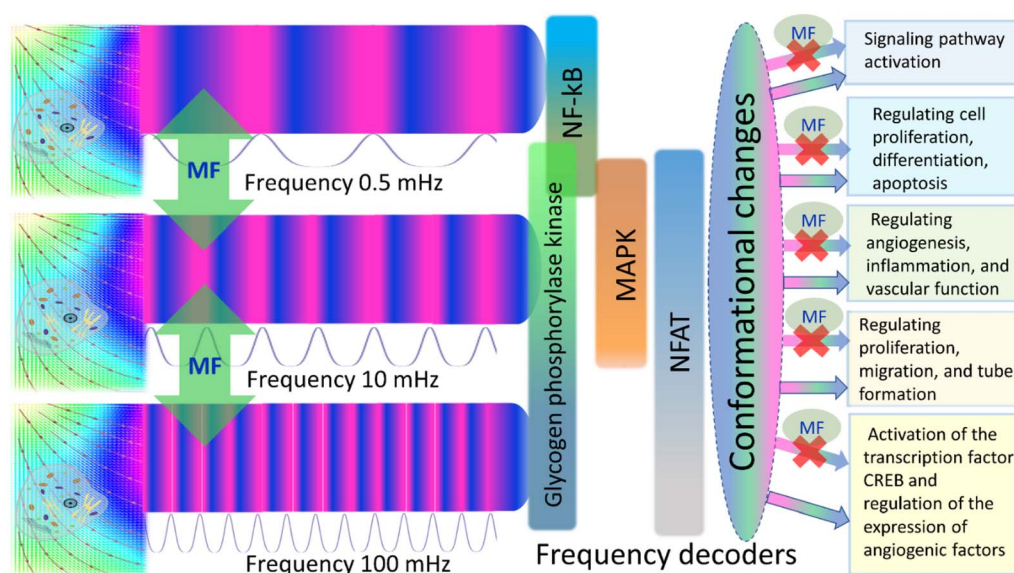 MF
Frequency 0.5 mHz
MF
Frequency 10 mHz
Frequency 100 mHz
NF-kB
Glycogen phosphorylase kinase
MAPK
NFAT
Frequency decoders
Conformational changes
MF
Signaling pathway
activation
MF
Regulating cell
proliferation,
differentiation,
apoptosis
MF
Regulating
angiogenesis,
inflammation, and
vascular function
MF
Regulating
proliferation,
migration, and tube
formation
MF
Activation of the
transcription factor
CREB and
regulation of the
expression of
angiogenic factors